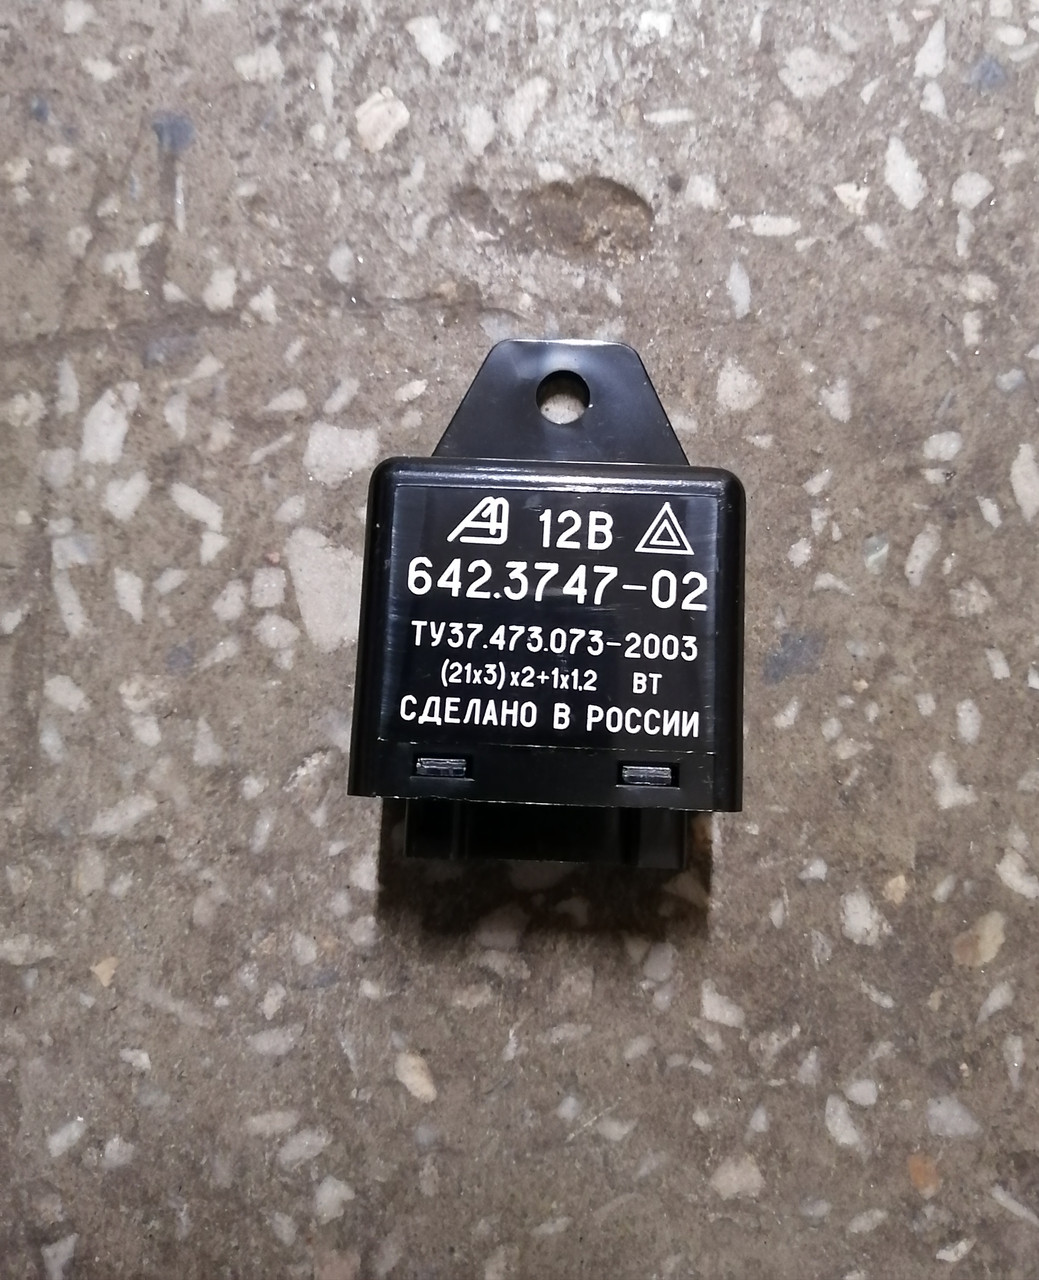 12В
642.3747-02
ТУ37.473.073-2003
(21х3)х2+1х1,2 ВТ
СДЕЛАНО В РОССИИ